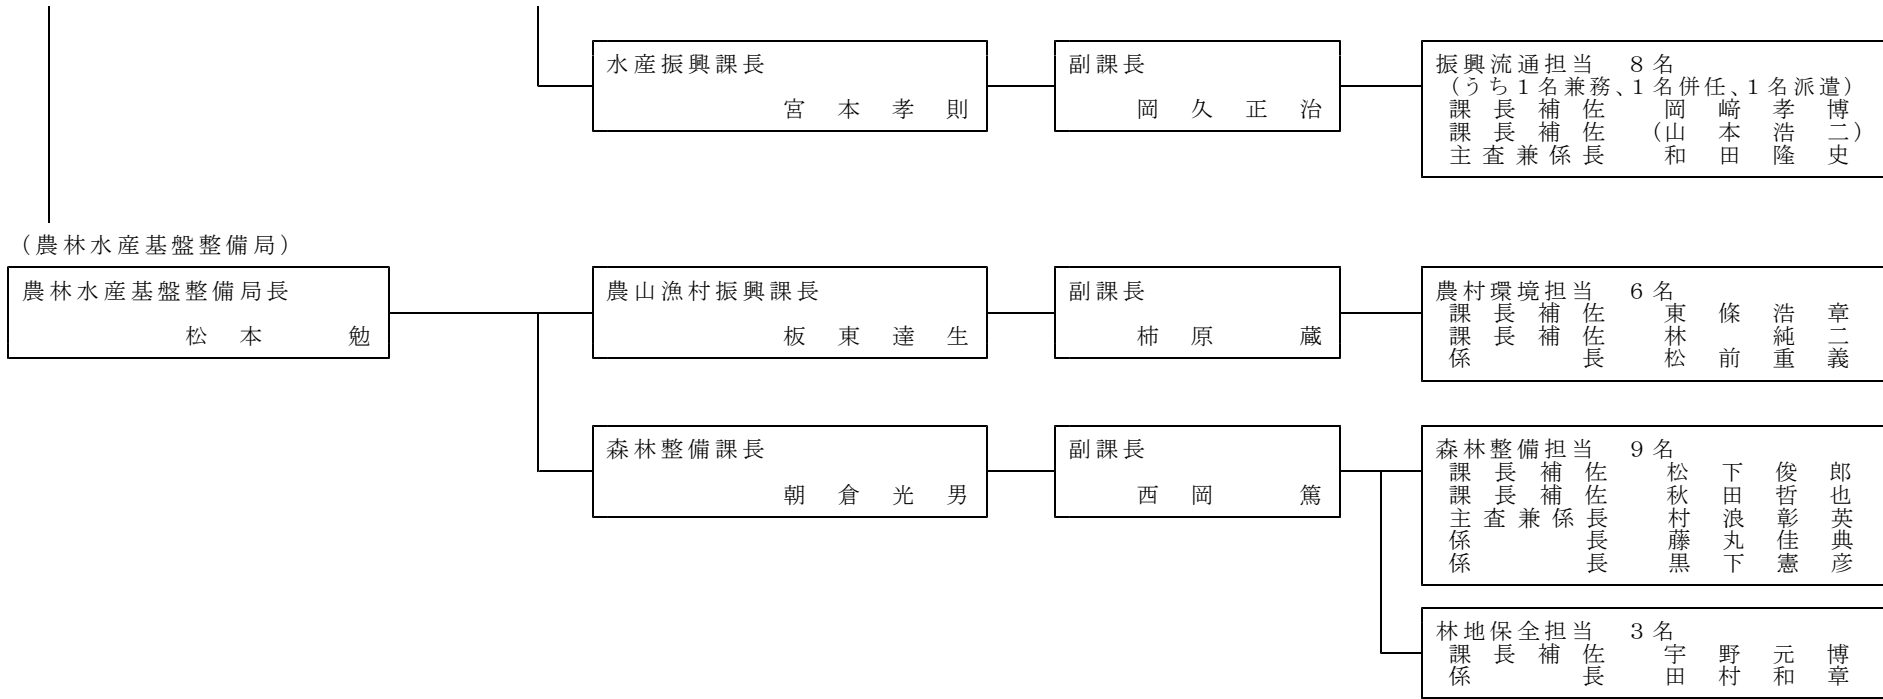 水産振興課長
宮本孝則
副課長
岡久正治
振興流通担当　8名
(うち1名兼務、1名併任、1名派遣)
課長補佐　岡﨑孝博
課長補佐　(山本浩二)
主査兼係長　和田隆史
(農林水産基盤整備局)
農林水産基盤整備局長
松本　勉
農山漁村振興課長
板東達生
副課長
柿原　蔵
農村環境担当　6名
課長補佐　東條浩章
課長補佐　林　純二
係長　松前重義
森林整備課長
朝倉光男
副課長
西岡　篤
森林整備担当　9名
課長補佐　松下俊郎
課長補佐　秋田哲也
主査兼係長　村浪彰英
係長　藤丸佳典
係長　黒下憲彦
林地保全担当　3名
課長補佐　宇野元博
係長　田村和章